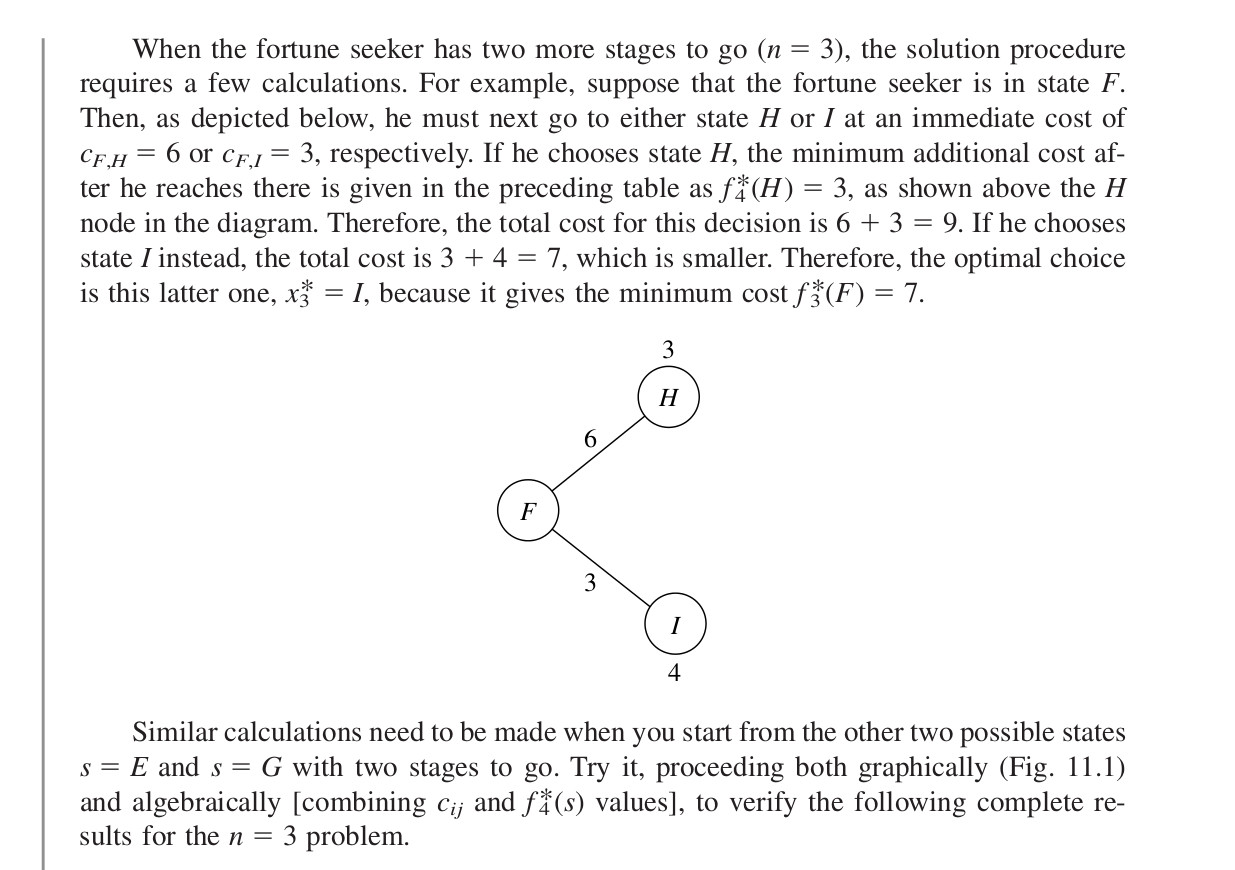 When the fortune seeker has two more stages to go (n = 3), the solution procedure
requires a few calculations. For example, suppose that the fortune seeker is in state F.
Then, as depicted below, he must next go to either state H or I at an immediate cost of
c_{F,H} = 6 or c_{F,I} = 3, respectively. If he chooses state H, the minimum additional cost af-
ter he reaches there is given in the preceding table as f_4^*(H) = 3, as shown above the H
node in the diagram. Therefore, the total cost for this decision is 6 + 3 = 9. If he chooses
state I instead, the total cost is 3 + 4 = 7, which is smaller. Therefore, the optimal choice
is this latter one, x_3^* = I, because it gives the minimum cost f_3^*(F) = 7.
3
H
6
F
3
I
4
Similar calculations need to be made when you start from the other two possible states
s = E and s = G with two stages to go. Try it, proceeding both graphically (Fig. 11.1)
and algebraically [combining c_{ij} and f_4^*(s) values], to verify the following complete re-
sults for the n = 3 problem.